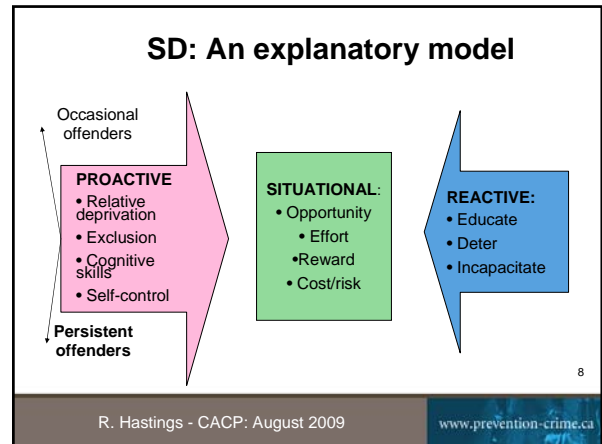 SD: An explanatory model
Occasional
offenders
PROACTIVE
• Relative
deprivation
• Exclusion
• Cognitive
skills
• Self-control
Persistent
offenders
SITUATIONAL:
• Opportunity
• Effort
•Reward
• Cost/risk
REACTIVE:
• Educate
• Deter
• Incapacitate
8
R. Hastings - CACP: August 2009
www.prevention-crime.ca